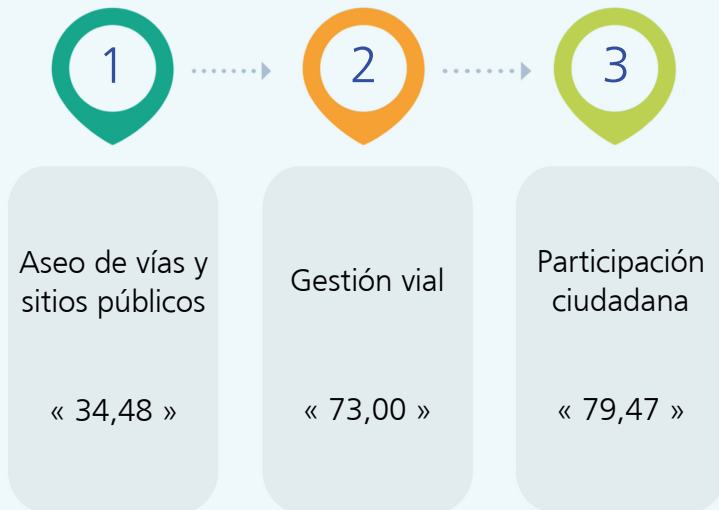 1
2
3
Aseo de vías y
sitios públicos
« 34,48 »
Gestión vial
« 73,00 »
Participación
ciudadana
« 79,47 »